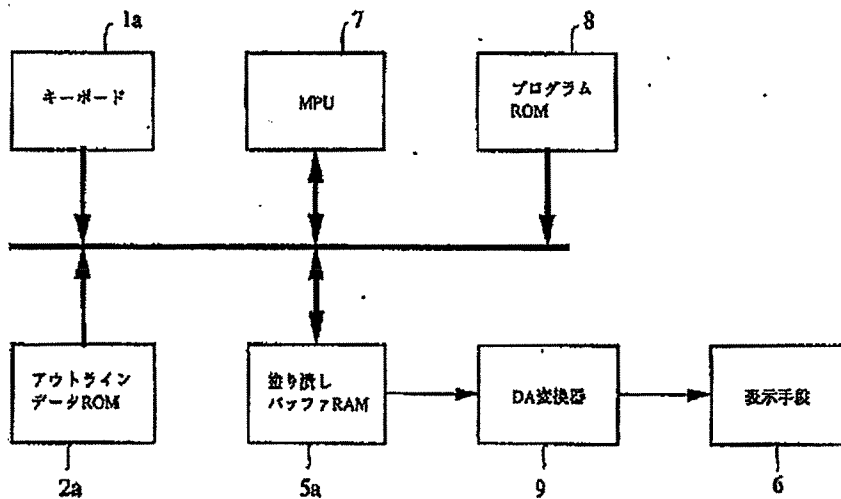 1a
7
8
キーボード
MPU
プログラム
ROM
アウトライン
データROM
塗り潰し
バッファRAM
DA変換器
表示手段
2a
5a
9
6